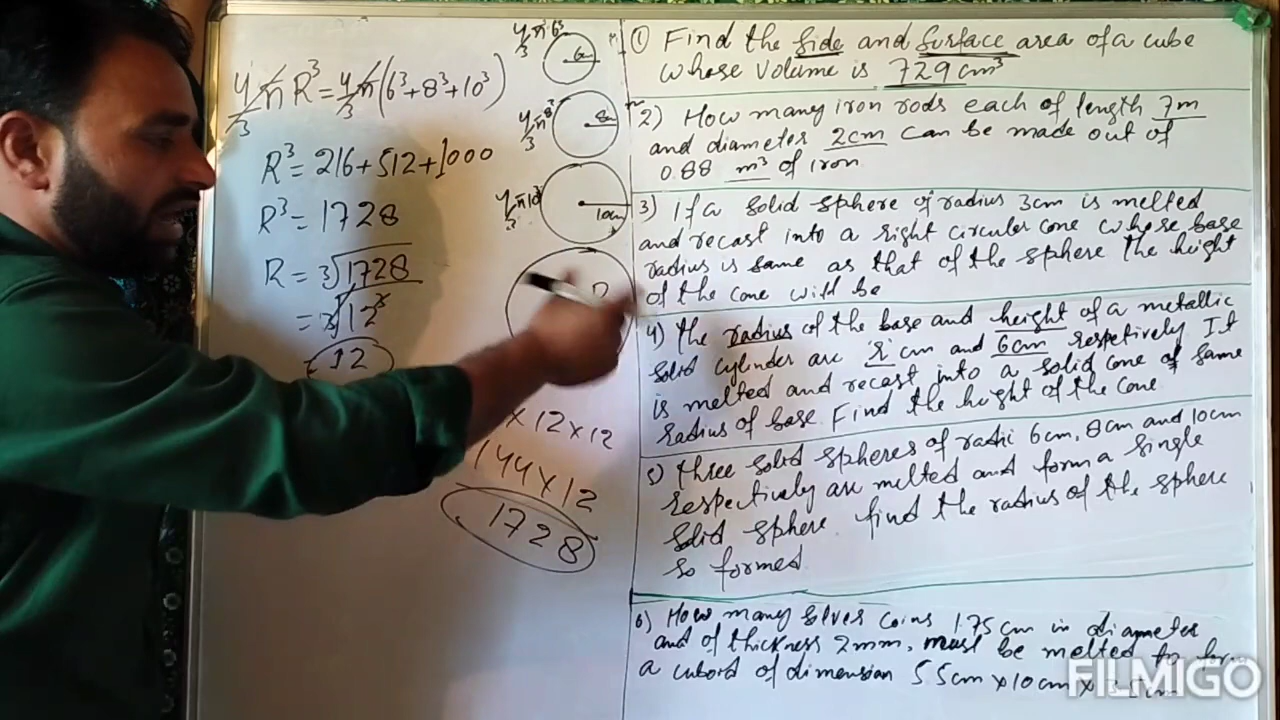 4/3 π R³ = 4/3 π (6³ + 8³ + 10³)
R³ = 216 + 512 + 1000
R³ = 1728
R = ³√1728
= ³√12³
= 12
4/3 π 6³
6
4/3 π 8³
8cm
4/3 π 10³
10cm
R
× 12 × 12
144 × 12
1728
① Find the Side and Surface area of a cube
whose Volume is 729 cm³
2) How many iron rods each of length 7m
and diameter 2cm can be made out of
0.88 m³ of iron
3) If a solid sphere of radius 3cm is melted
and recast into a right circular cone whose base
radius is same as that of the sphere the height
of the cone will be
4) the radius of the base and height of a metallic
solid cylinder are r cm and 6cm respetively It
is melted and recast into a solid cone of same
radius of base Find the height of the cone
5) three solid spheres of radii 6cm, 8cm and 10cm
respectively are melted and form a single
solid sphere find the radius of the sphere
so formed
6) How many silver coins 1.75 cm in diameter
and of thickness 2mm, must be melted to form
a cuboid of dimension 5.5cm × 10cm × 3.5cm
FILMIGO